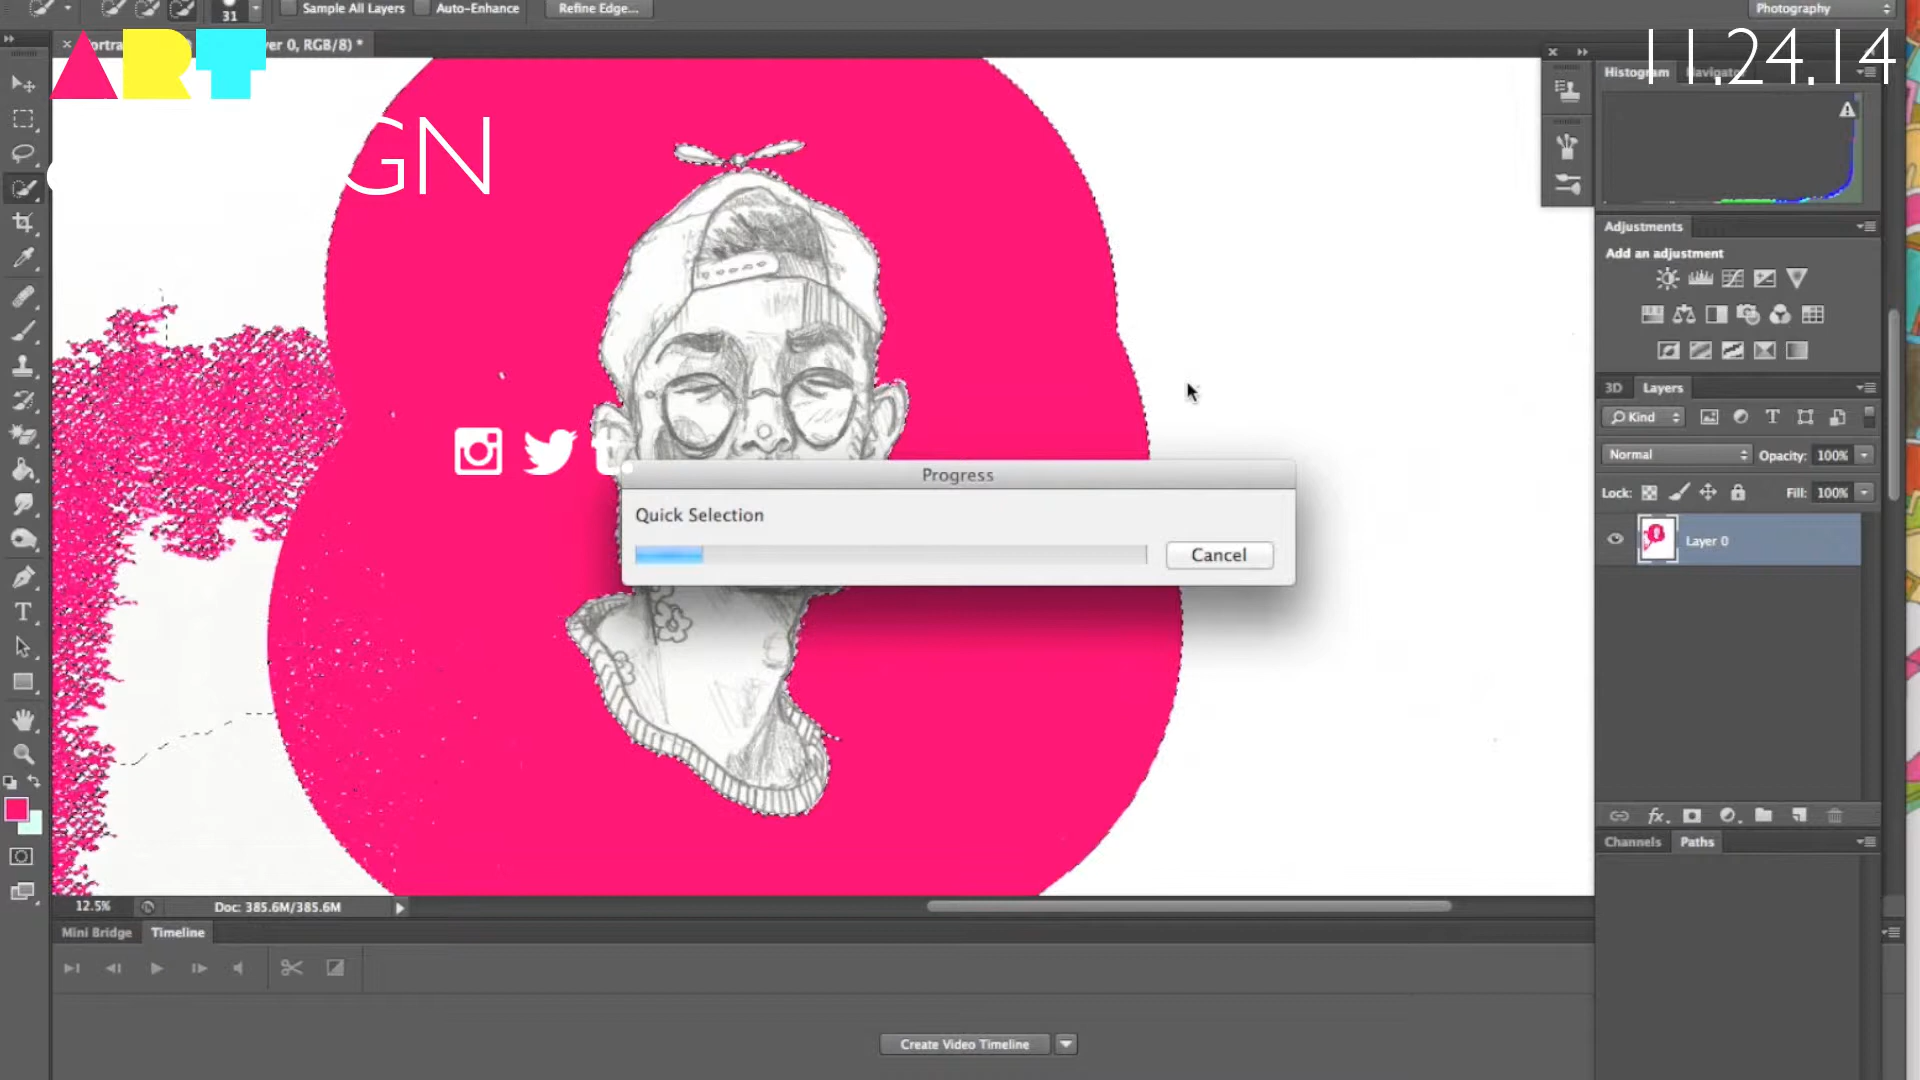 31
Sample All Layers
Auto-Enhance
Refine Edge...
Photography
er 0, RGB/8) *
ART
GN
11.24.14
Histogram
Navigator
Adjustments
Add an adjustment
3D
Layers
Kind
Normal
Opacity:
100%
Lock:
Fill:
100%
Layer 0
Progress
Quick Selection
Cancel
Channels
Paths
12.5%
Doc: 385.6M/385.6M
Mini Bridge
Timeline
Create Video Timeline